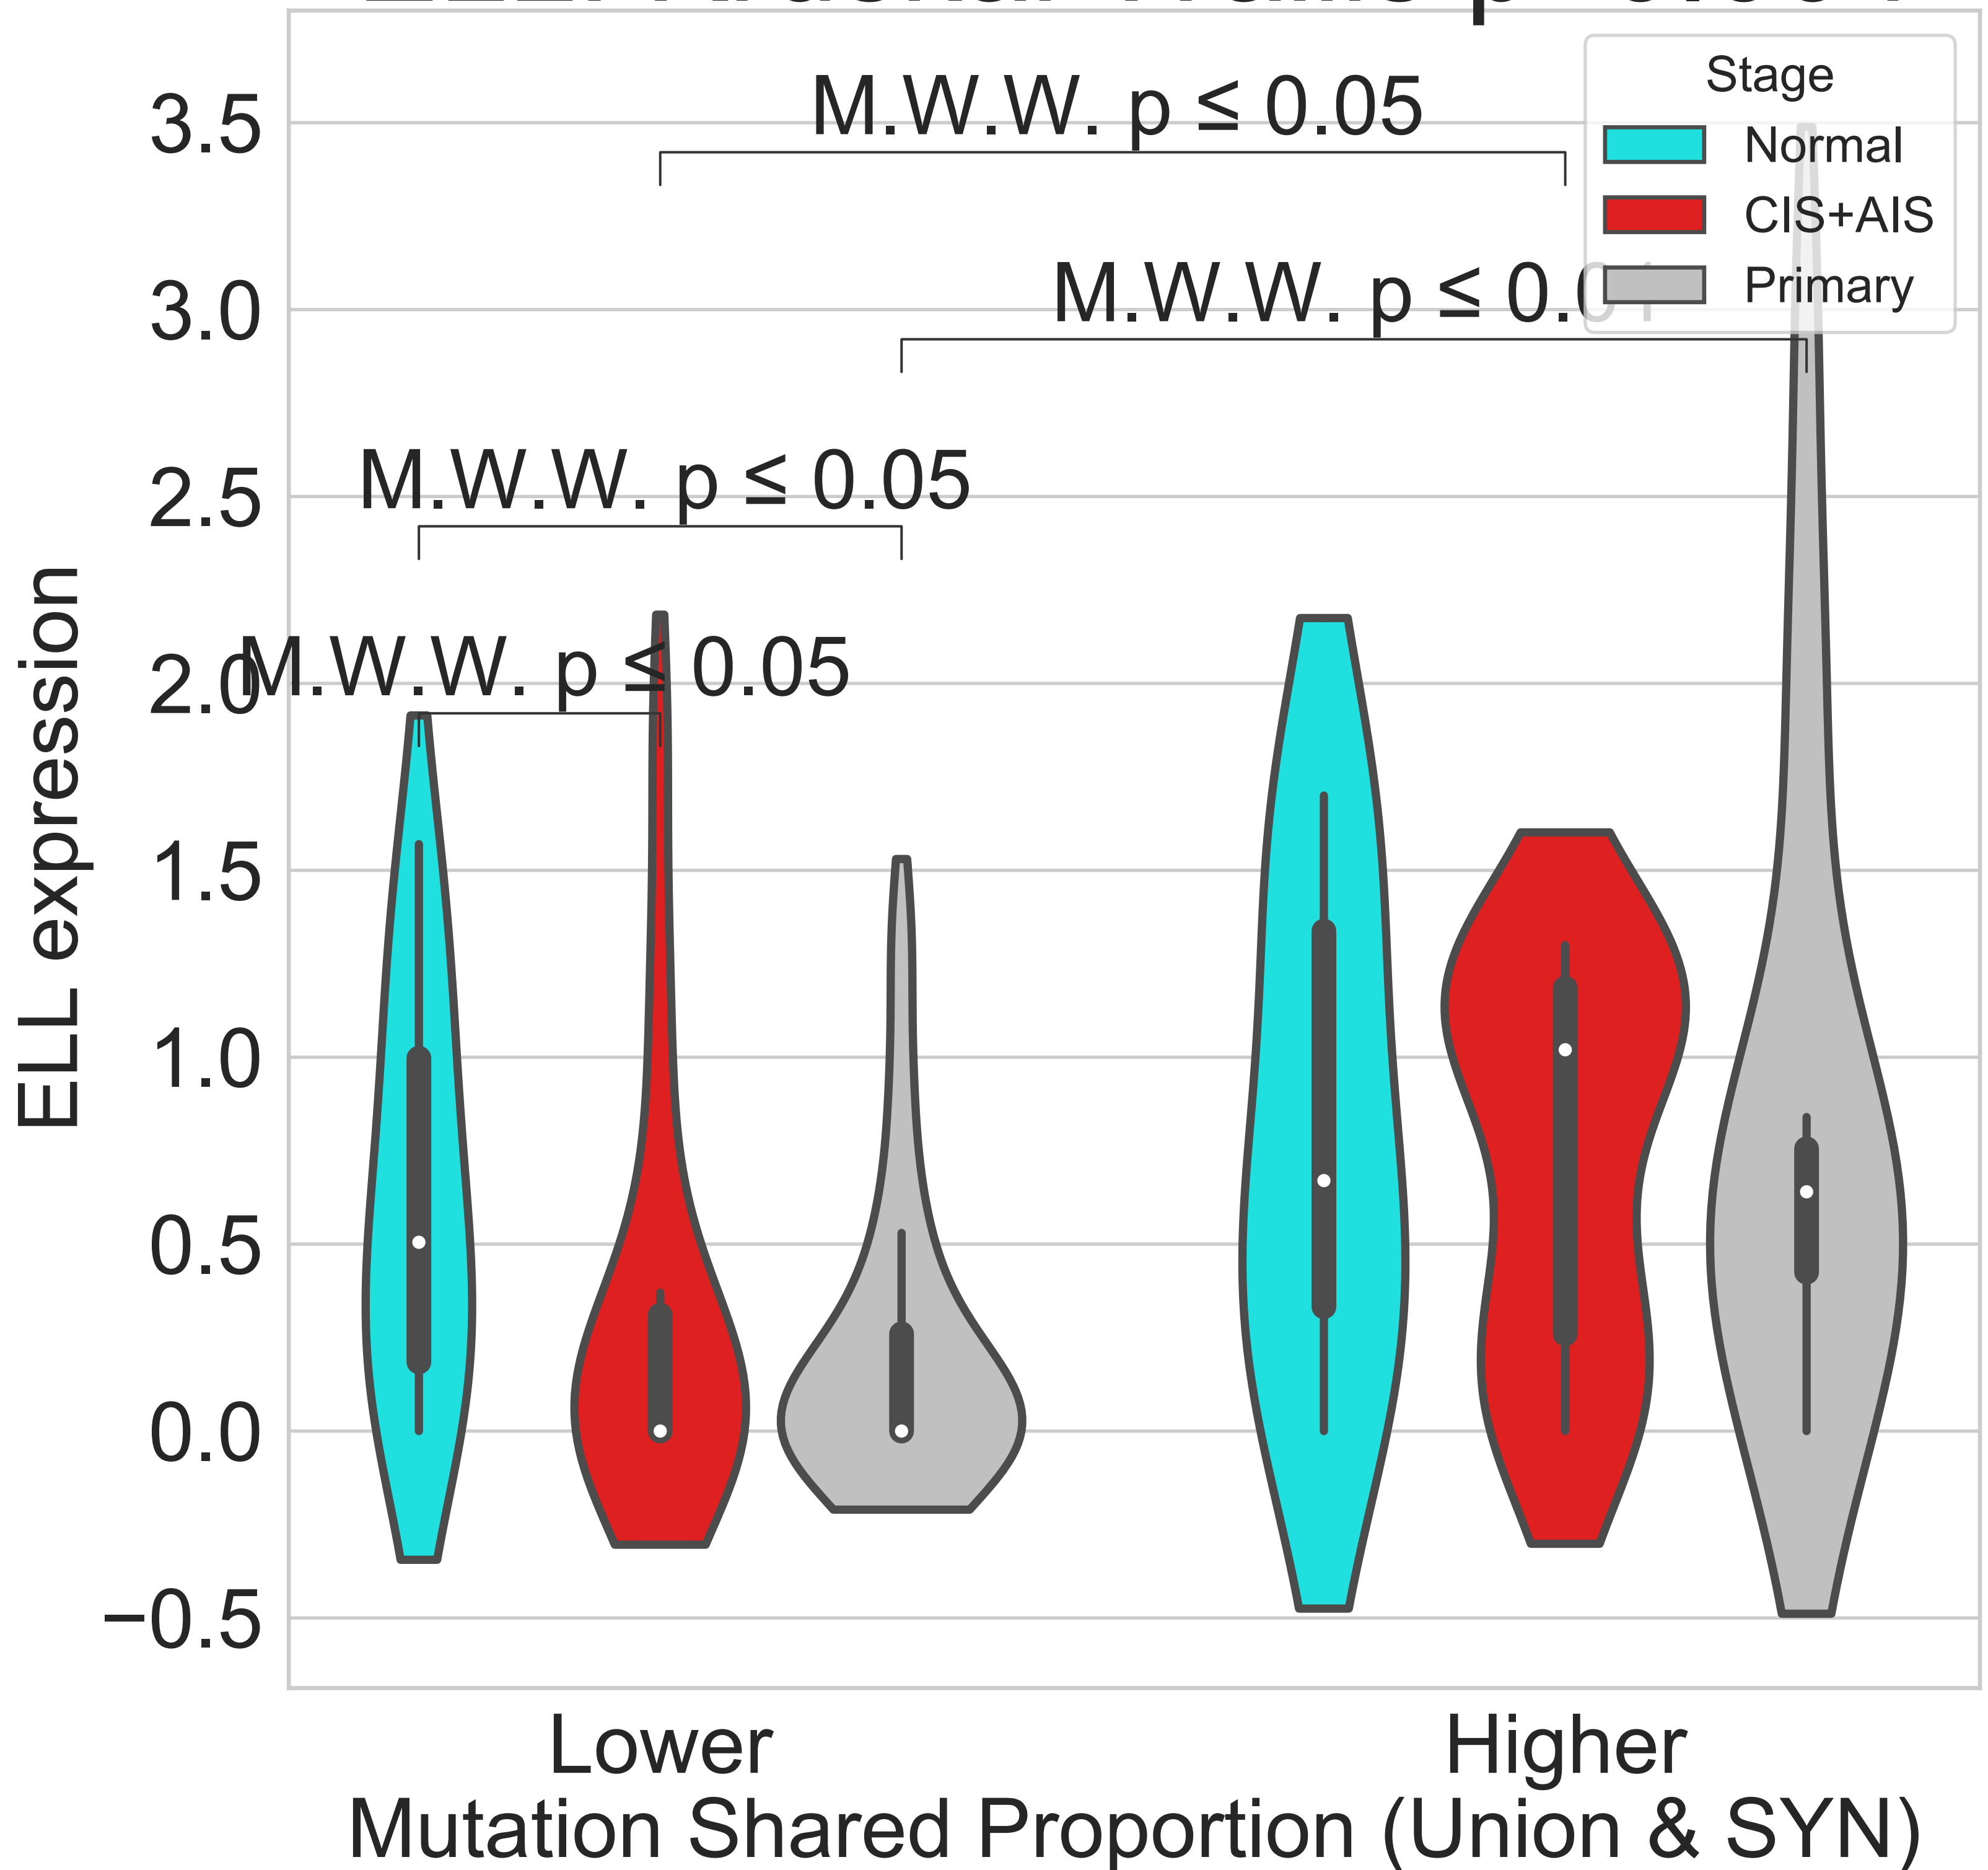 Stage
Normal
CIS+AIS
Primary
M.W.W. p ≤ 0.05
M.W.W. p ≤
M.W.W. p ≤ 0.05
M.W.W. p ≤ 0.05
3.5
3.0
2.5
2.0
1.5
1.0
0.5
0.0
−0.5
ELL expression
Lower
Higher
Mutation Shared Proportion (Union & SYN)